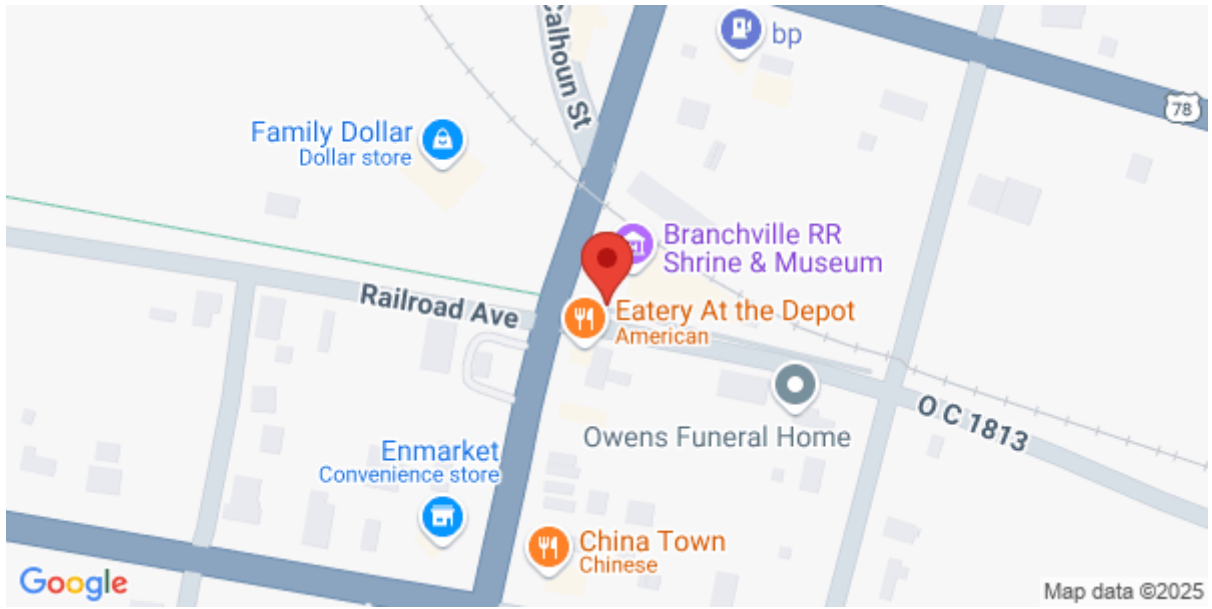 Calhoun St
bp
78
Family Dollar
Dollar store
Branchville RR
Shrine & Museum
Railroad Ave
Eatery At the Depot
American
O C 1813
Owens Funeral Home
Enmarket
Convenience store
China Town
Chinese
Google
Map data ©2025